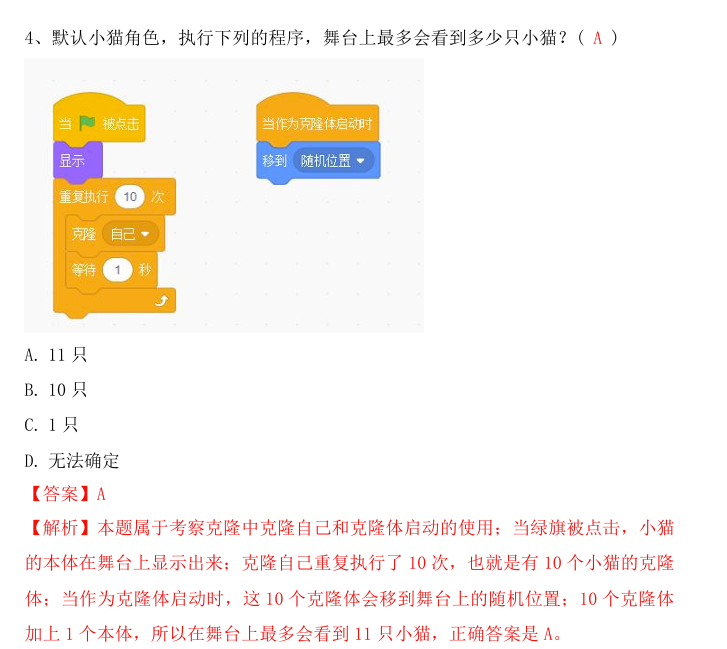 4、默认小猫角色，执行下列的程序，舞台上最多会看到多少只小猫？( A )
当 被点击
当作为克隆体启动时
显示
移到 随机位置
重复执行 10 次
克隆 自己
等待 1 秒
A. 11 只
B. 10 只
C. 1 只
D. 无法确定
【答案】A
【解析】本题属于考察克隆中克隆自己和克隆体启动的使用；当绿旗被点击，小猫
的本体在舞台上显示出来；克隆自己重复执行了 10 次，也就是有 10 个小猫的克隆
体；当作为克隆体启动时，这 10 个克隆体会移到舞台上的随机位置；10 个克隆体
加上 1 个本体，所以在舞台上最多会看到 11 只小猫，正确答案是 A。